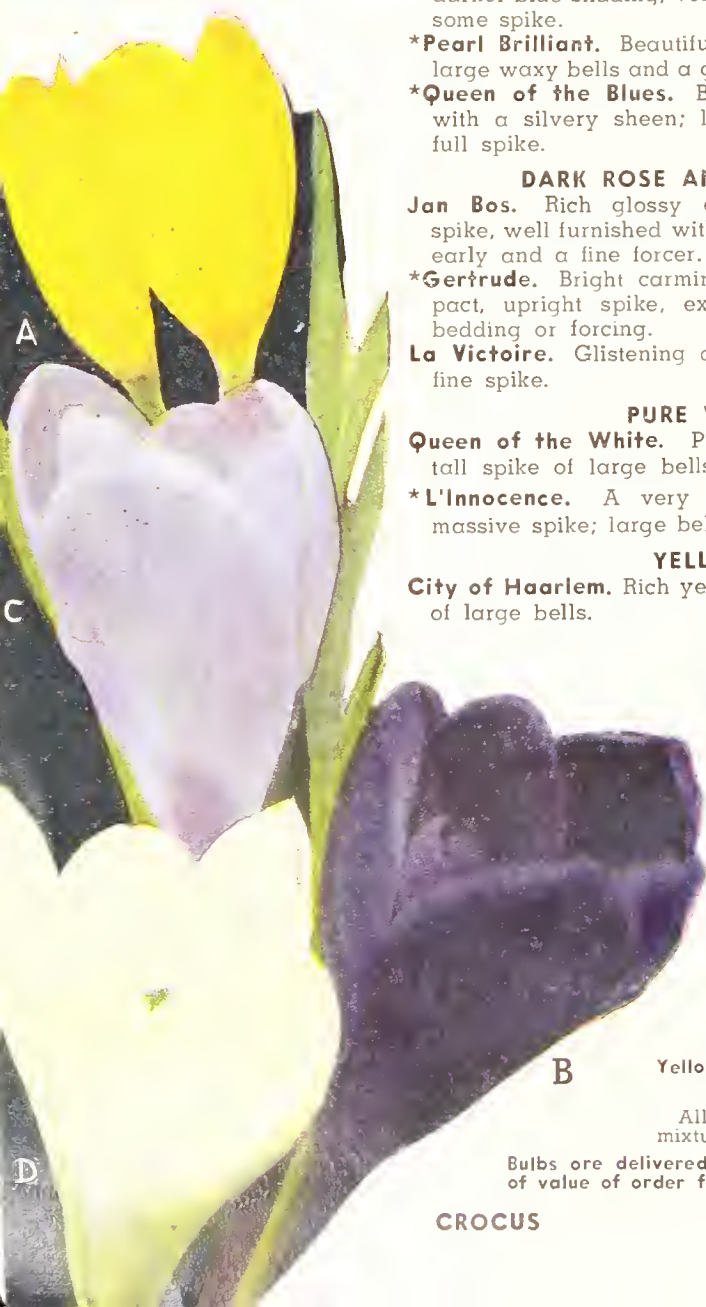 some spike.
*Pearl Brilliant. Beautifu
large waxy bells and a g
*Queen of the Blues. B
with a silvery sheen; l
full spike.
DARK ROSE A
Jan Bos. Rich glossy
spike, well furnished wit
early and a fine forcer.
*Gertrude. Bright carmin
pact, upright spike, ex
bedding or forcing.
La Victoire. Glistening
fine spike.
PURE
Queen of the White. P
tall spike of large bells
*L'Innocence. A very
massive spike; large be
YELL
City of Haarlem. Rich ye
of large bells.
A
C
B
Yello
All
mixtu
D
Bulbs ore delivered
of value of order f
CROCUS